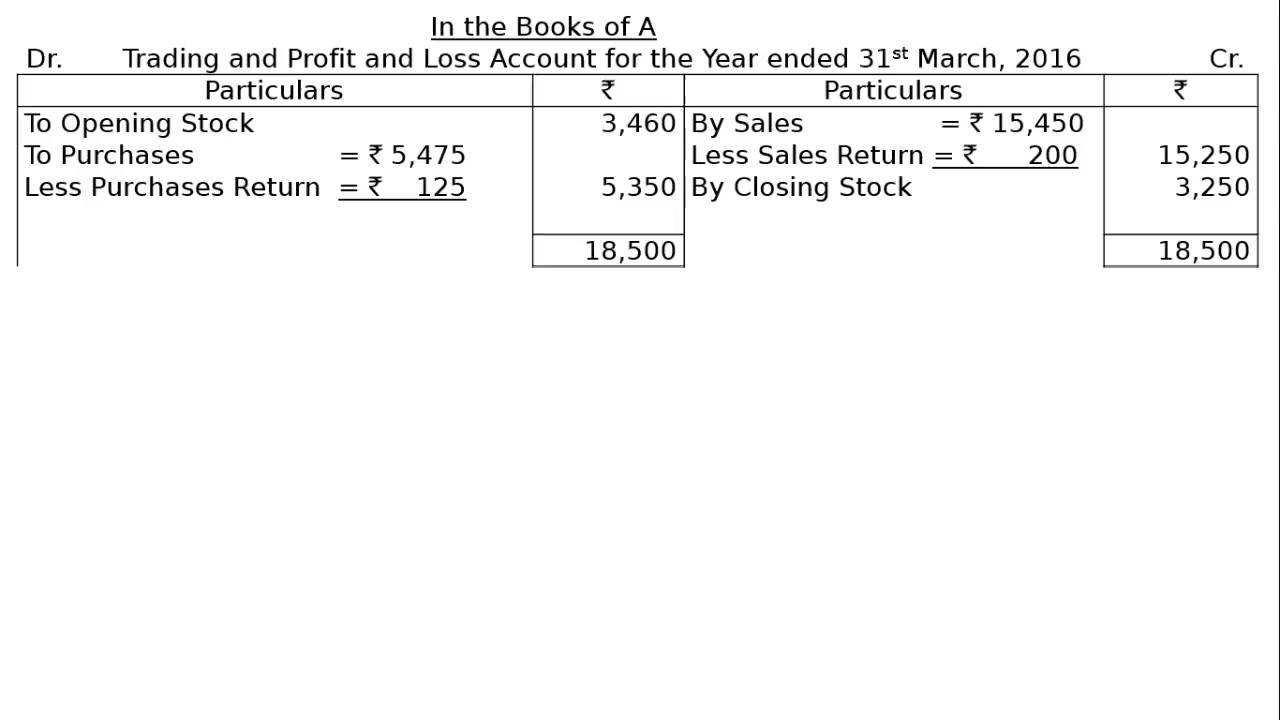 In the Books of A
Dr. Trading and Profit and Loss Account for the Year ended 31st March, 2016 Cr.
Particulars ₹ Particulars ₹
To Opening Stock 3,460 By Sales = ₹ 15,450
To Purchases = ₹ 5,475 Less Sales Return = ₹ 200 15,250
Less Purchases Return = ₹ 125 5,350 By Closing Stock 3,250
18,500 18,500